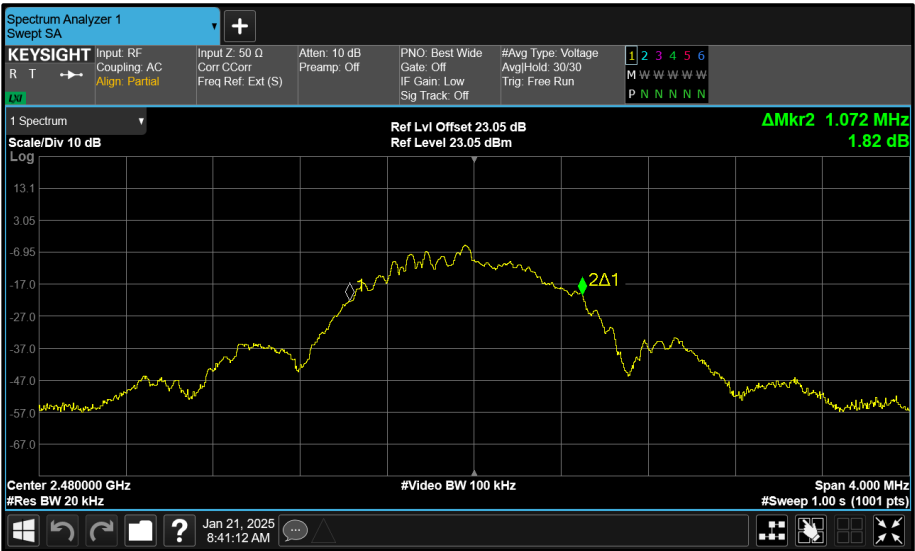 Spectrum Analyzer 1
Swept SA
+
KEYSIGHT
R T
LXI
Input: RF
Coupling: AC
Align: Partial
Input Z: 50 Ω
Corr CCorr
Freq Ref: Ext (S)
Atten: 10 dB
Preamp: Off
PNO: Best Wide
Gate: Off
IF Gain: Low
Sig Track: Off
#Avg Type: Voltage
Avg|Hold: 30/30
Trig: Free Run
1 2 3 4 5 6
M W W W W W
P N N N N N
1 Spectrum
Scale/Div 10 dB
Ref Lvl Offset 23.05 dB
Ref Level 23.05 dBm
ΔMkr2 1.072 MHz
1.82 dB
Log
13.1
3.05
-6.95
-17.0
-27.0
-37.0
-47.0
-57.0
-67.0
1
2Δ1
Center 2.480000 GHz
#Res BW 20 kHz
#Video BW 100 kHz
Span 4.000 MHz
#Sweep 1.00 s (1001 pts)
?
Jan 21, 2025
8:41:12 AM